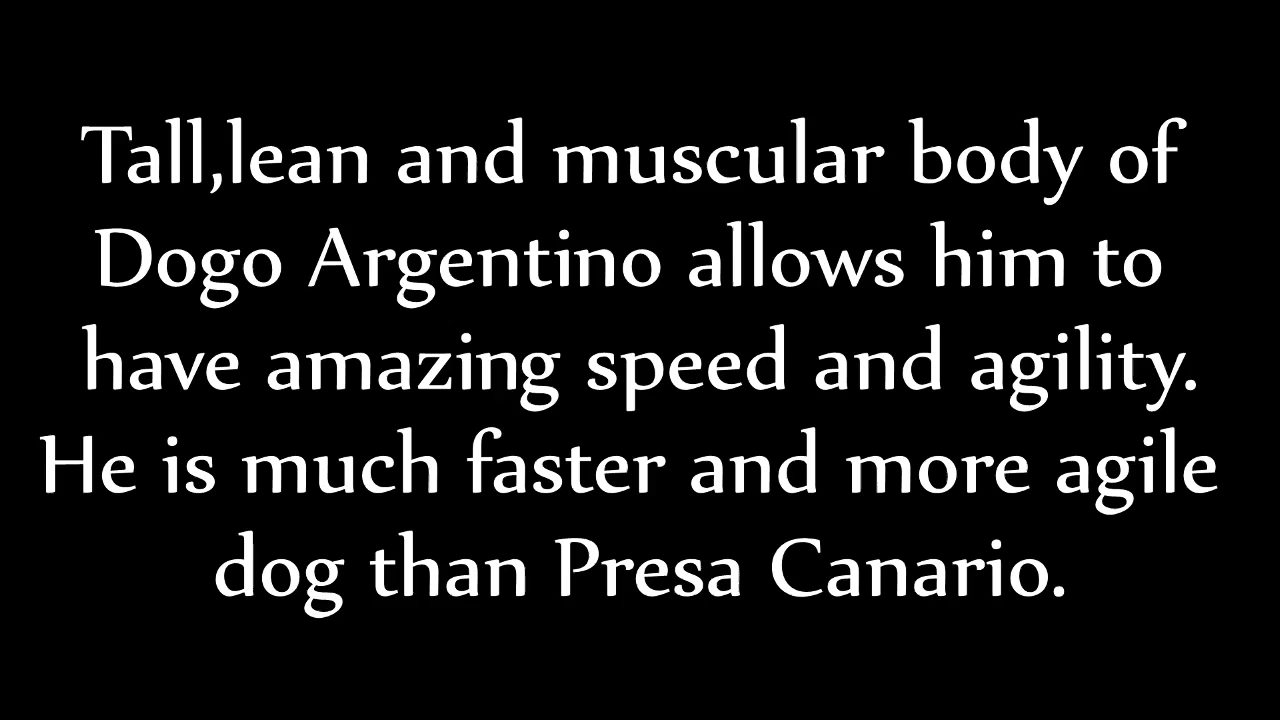 Tall,lean and muscular body of
Dogo Argentino allows him to
have amazing speed and agility.
He is much faster and more agile
dog than Presa Canario.